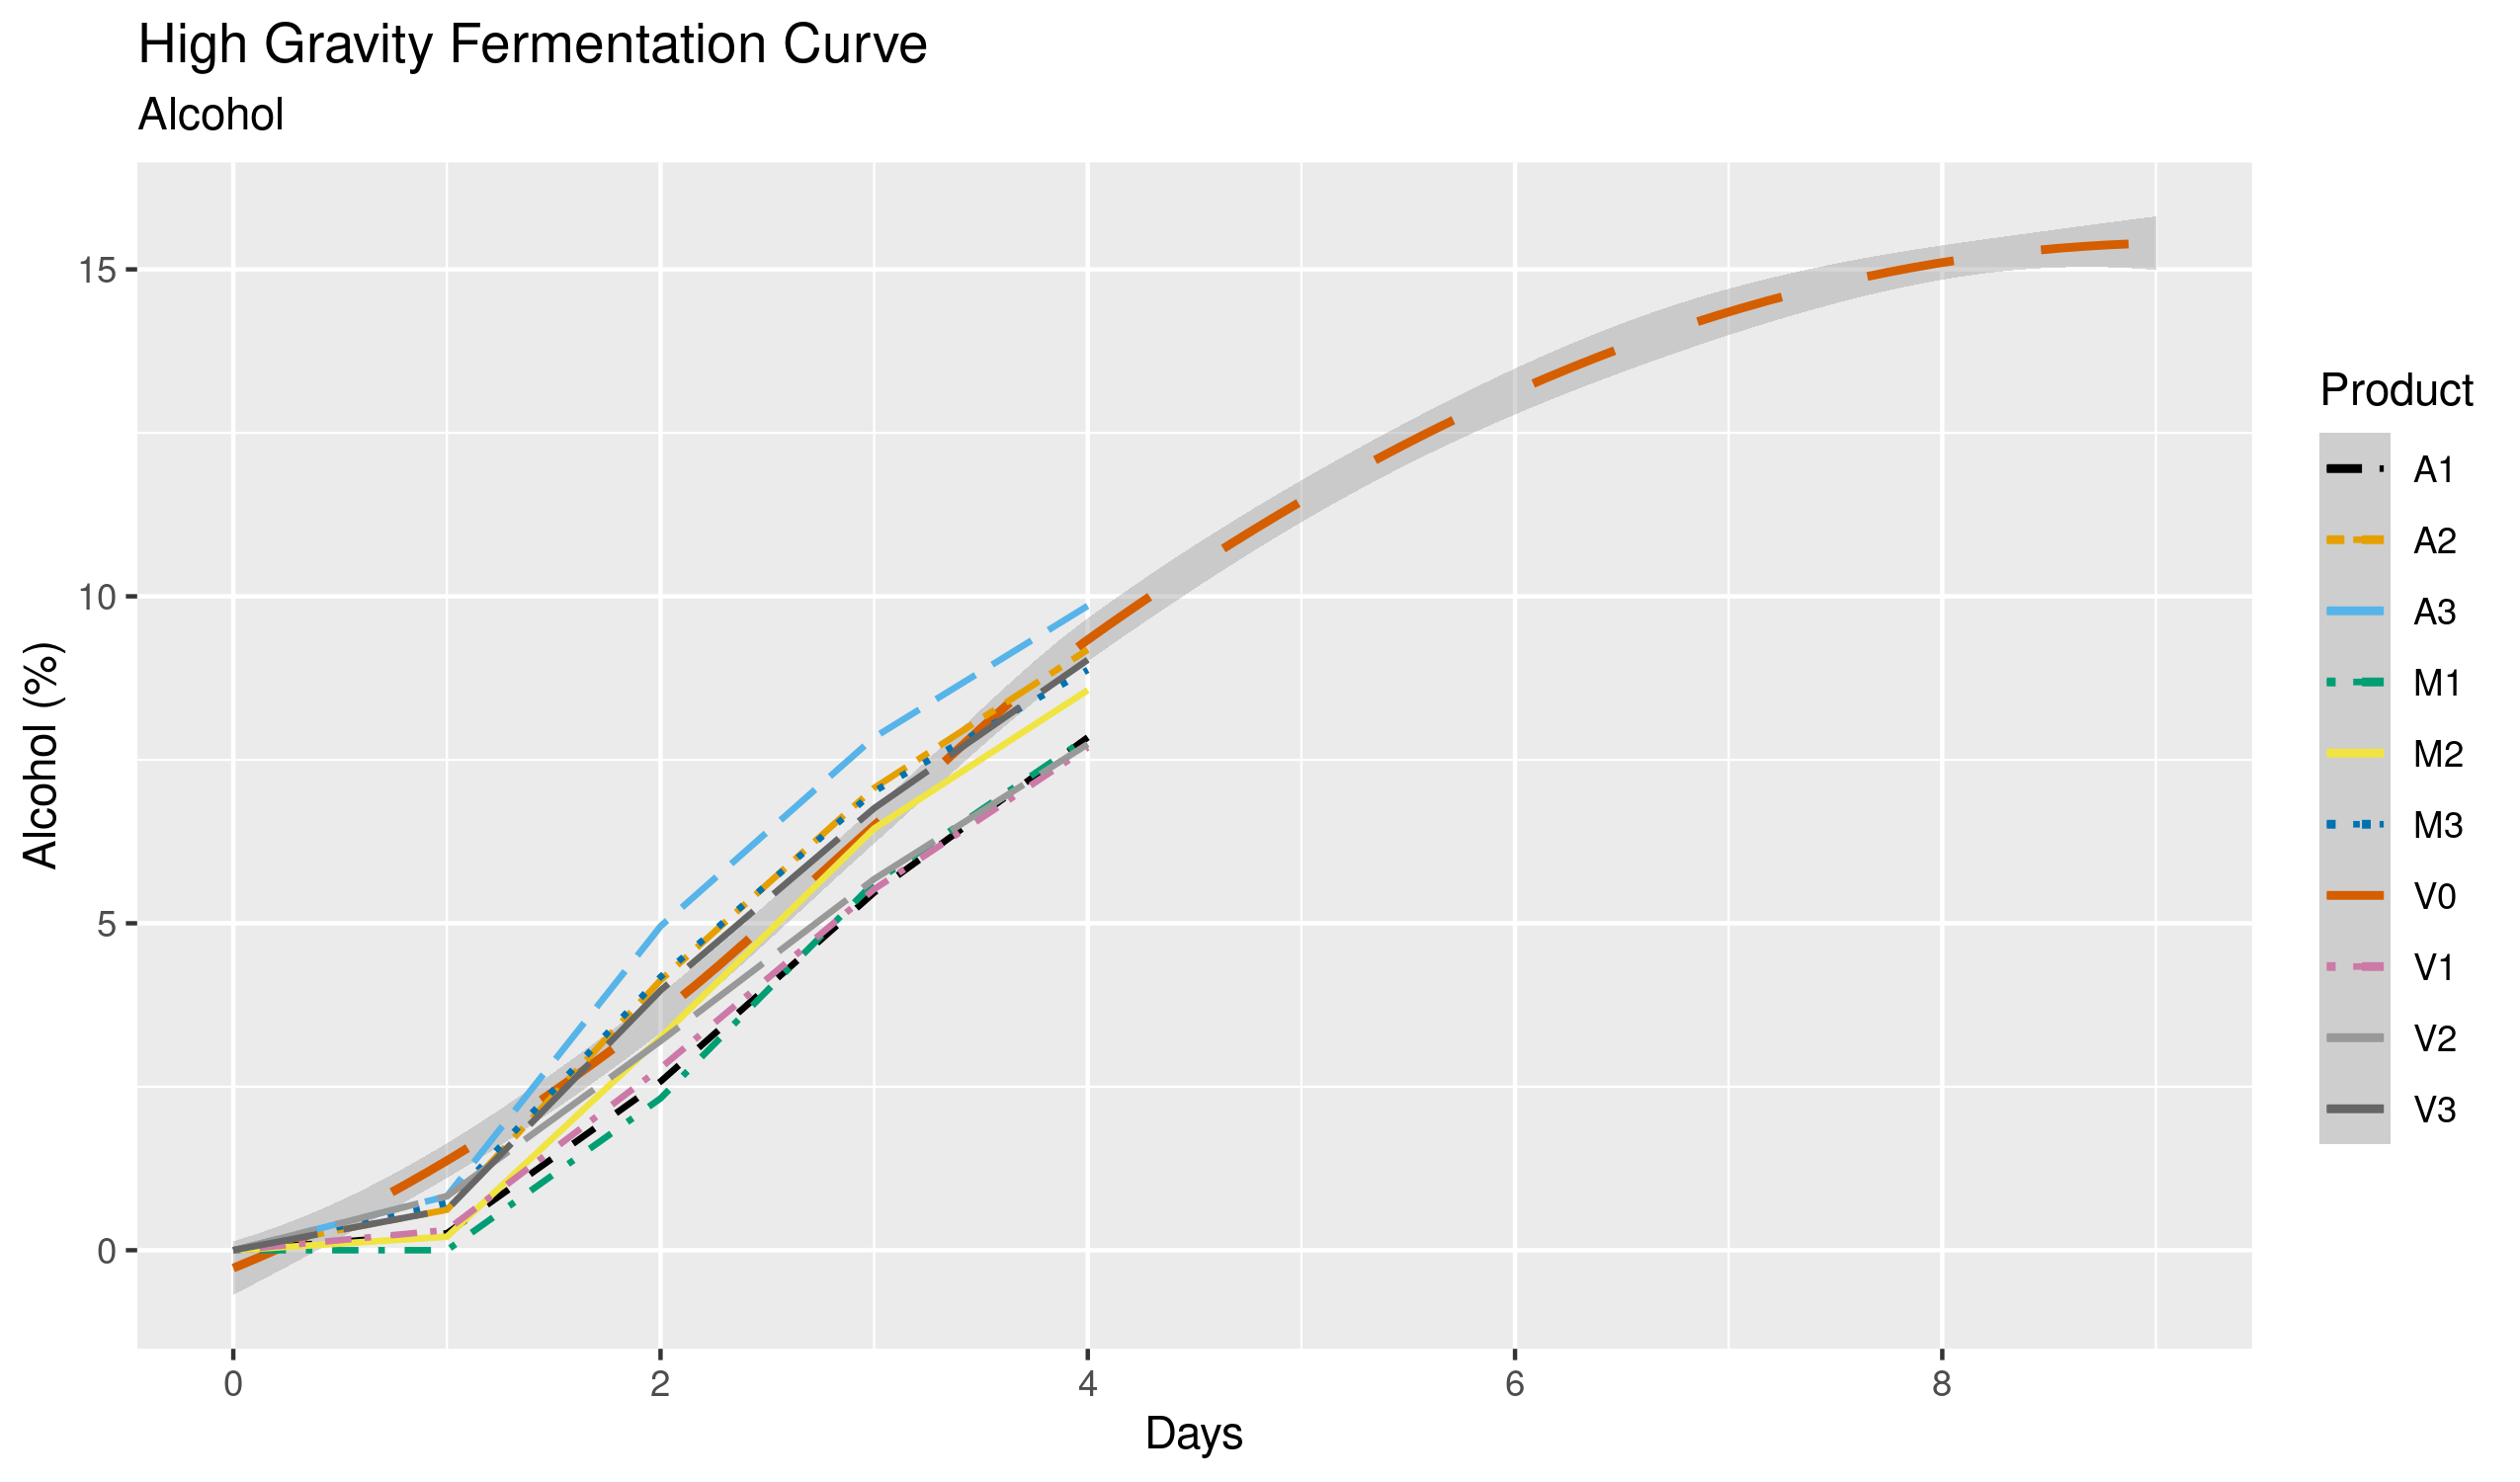 High Gravity Fermentation Curve
Alcohol
Alcohol (%)
15
10
5
0
0 2 4 6 8
Days
Product
A1
A2
A3
M1
M2
M3
V0
V1
V2
V3